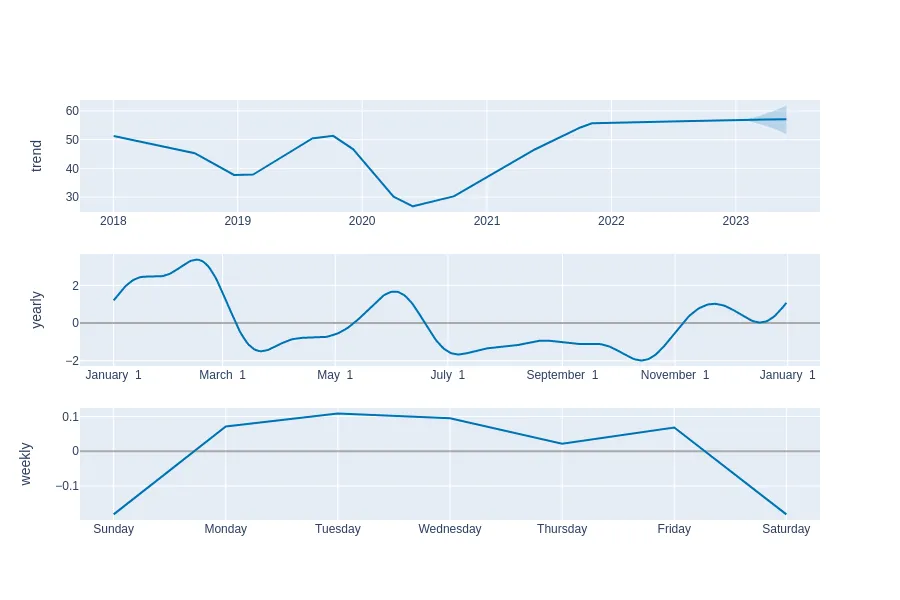 trend
60
50
40
30
2018 2019 2020 2021 2022 2023
yearly
2
0
−2
January 1 March 1 May 1 July 1 September 1 November 1 January 1
weekly
0.1
0
−0.1
Sunday Monday Tuesday Wednesday Thursday Friday Saturday